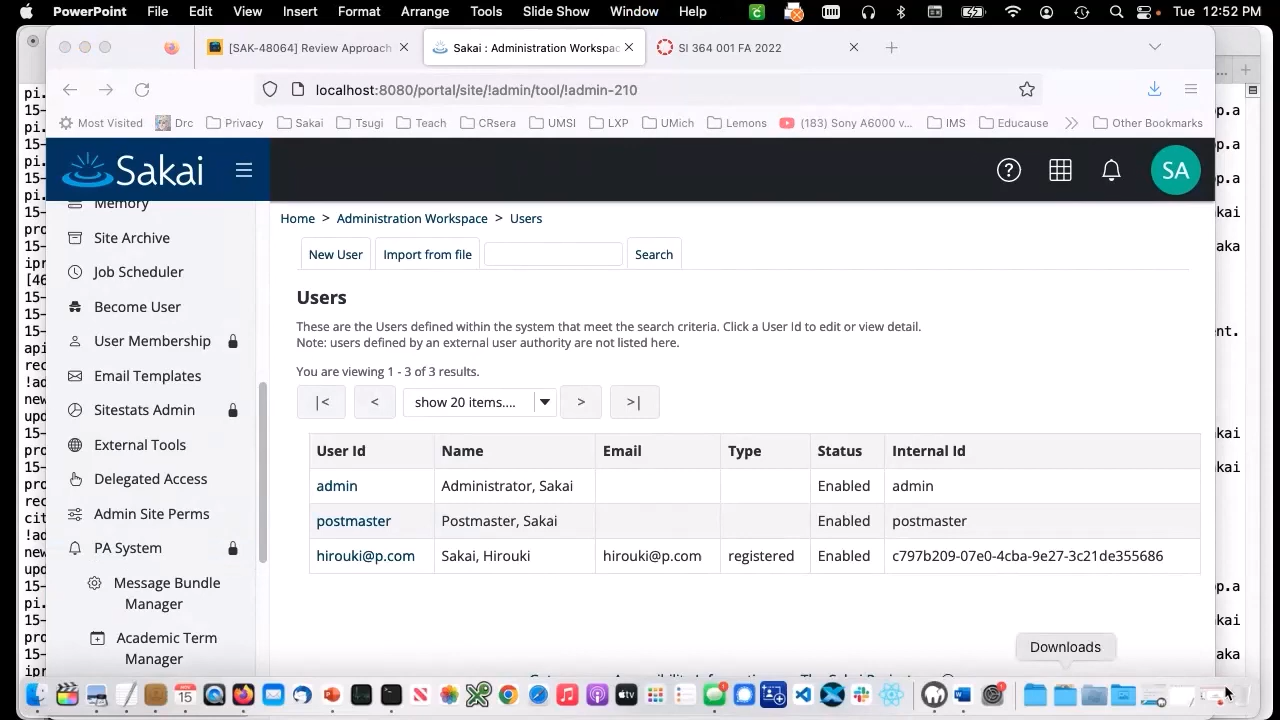 PowerPoint File Edit View Insert Format Arrange Tools Slide Show Window Help Tue 12:52 PM
[SAK-48064] Review Approach
Sakai : Administration Workspac
SI 364 001 FA 2022
localhost:8080/portal/site/!admin/tool/!admin-210
Most Visited Drc Privacy Sakai Tsugi Teach CRsera UMSI LXP UMich Lemons (183) Sony A6000 v... IMS Educause Other Bookmarks
Sakai
SA
Memory
Site Archive
Job Scheduler
Become User
User Membership
Email Templates
Sitestats Admin
External Tools
Delegated Access
Admin Site Perms
PA System
Message Bundle
Manager
Academic Term
Manager
Home > Administration Workspace > Users
New User Import from file Search
Users
These are the Users defined within the system that meet the search criteria. Click a User Id to edit or view detail.
Note: users defined by an external user authority are not listed here.
You are viewing 1 - 3 of 3 results.
|< < show 20 items.... > >|
User Id Name Email Type Status Internal Id
admin Administrator, Sakai Enabled admin
postmaster Postmaster, Sakai Enabled postmaster
hirouki@p.com Sakai, Hirouki hirouki@p.com registered Enabled c797b209-07e0-4cba-9e27-3c21de355686
Downloads